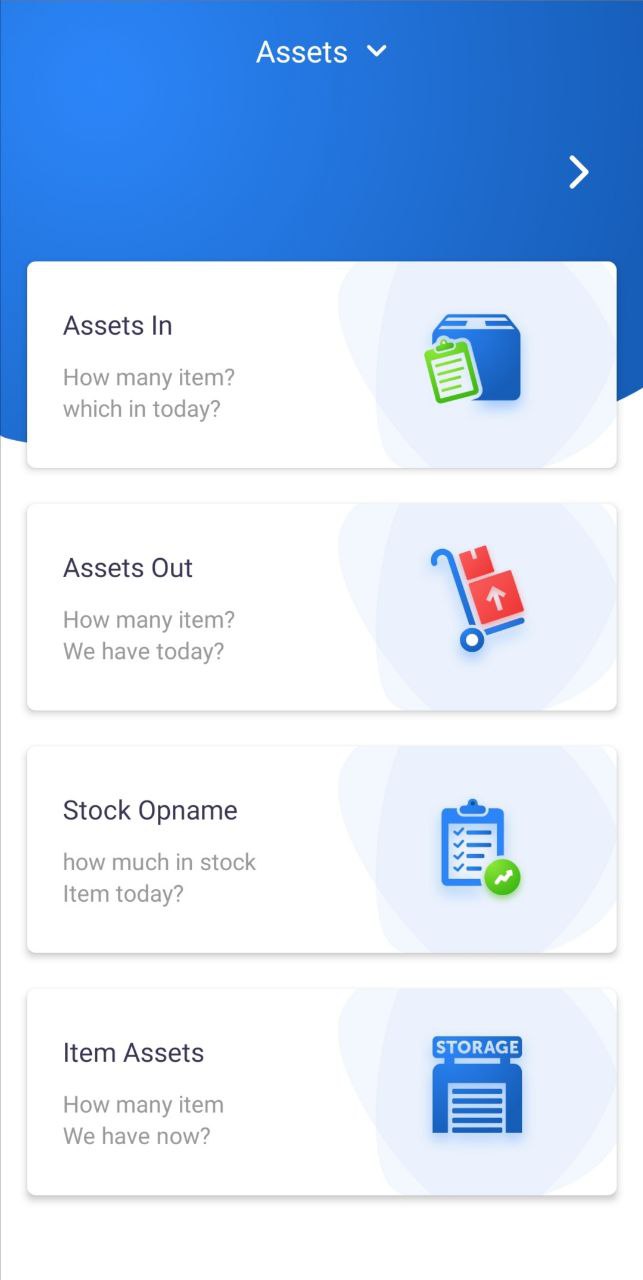 Assets
Assets In
How many item?
which in today?
Assets Out
How many item?
We have today?
Stock Opname
how much in stock
Item today?
Item Assets
How many item
We have now?
STORAGE